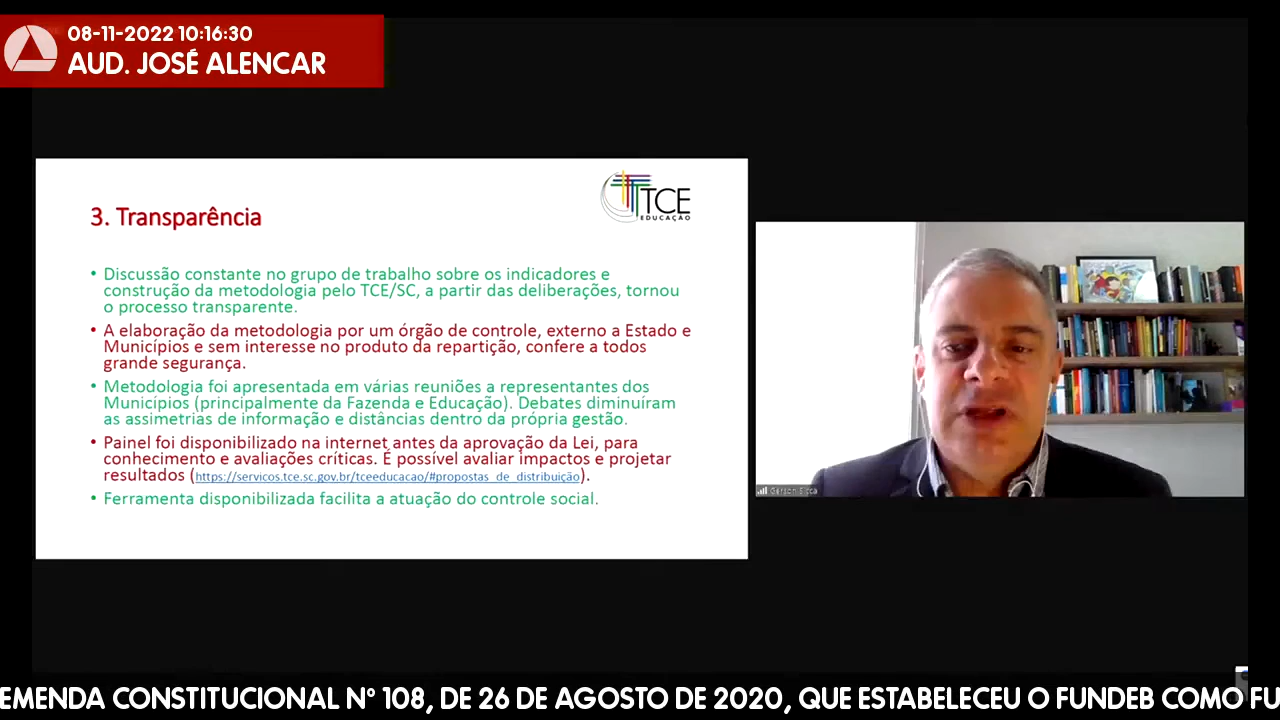 08-11-2022 10:16:30
AUD. JOSÉ ALENCAR
TCE
EDUCAÇÃO
3. Transparência
• Discussão constante no grupo de trabalho sobre os indicadores e
construção da metodologia pelo TCE/SC, a partir das deliberações, tornou
o processo transparente.
• A elaboração da metodologia por um órgão de controle, externo a Estado e
Municípios e sem interesse no produto da repartição, confere a todos
grande segurança.
• Metodologia foi apresentada em várias reuniões a representantes dos
Municípios (principalmente da Fazenda e Educação). Debates diminuíram
as assimetrias de informação e distâncias dentro da própria gestão.
• Painel foi disponibilizado na internet antes da aprovação da Lei, para
conhecimento e avaliações críticas. É possível avaliar impactos e projetar
resultados (https://servicos.tce.sc.gov.br/tceeducacao/#propostas_de_distribuição).
• Ferramenta disponibilizada facilita a atuação do controle social.
Gerson Sicca
EMENDA CONSTITUCIONAL Nº 108, DE 26 DE AGOSTO DE 2020, QUE ESTABELECEU O FUNDEB COMO FU